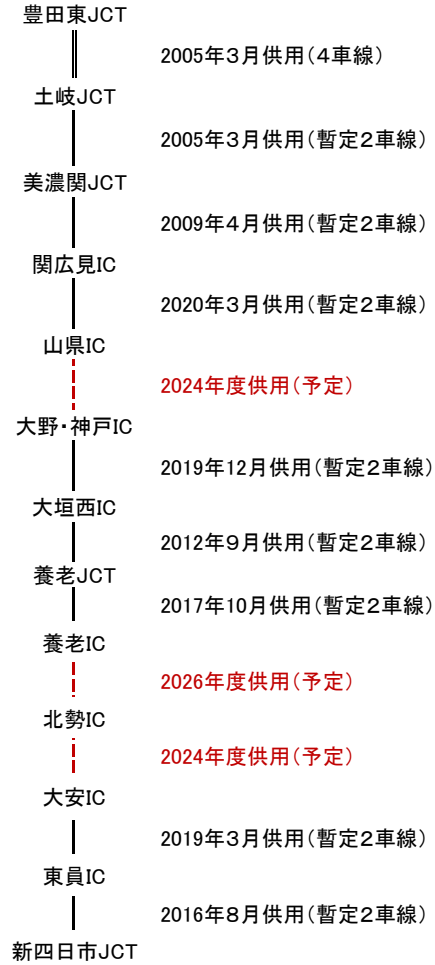 豊田東JCT
2005年3月供用（4車線）
土岐JCT
2005年3月供用（暫定2車線）
美濃関JCT
2009年4月供用（暫定2車線）
関広見IC
2020年3月供用（暫定2車線）
山県IC
2024年度供用（予定）
大野・神戸IC
2019年12月供用（暫定2車線）
大垣西IC
2012年9月供用（暫定2車線）
養老JCT
2017年10月供用（暫定2車線）
養老IC
2026年度供用（予定）
北勢IC
2024年度供用（予定）
大安IC
2019年3月供用（暫定2車線）
東員IC
2016年8月供用（暫定2車線）
新四日市JCT